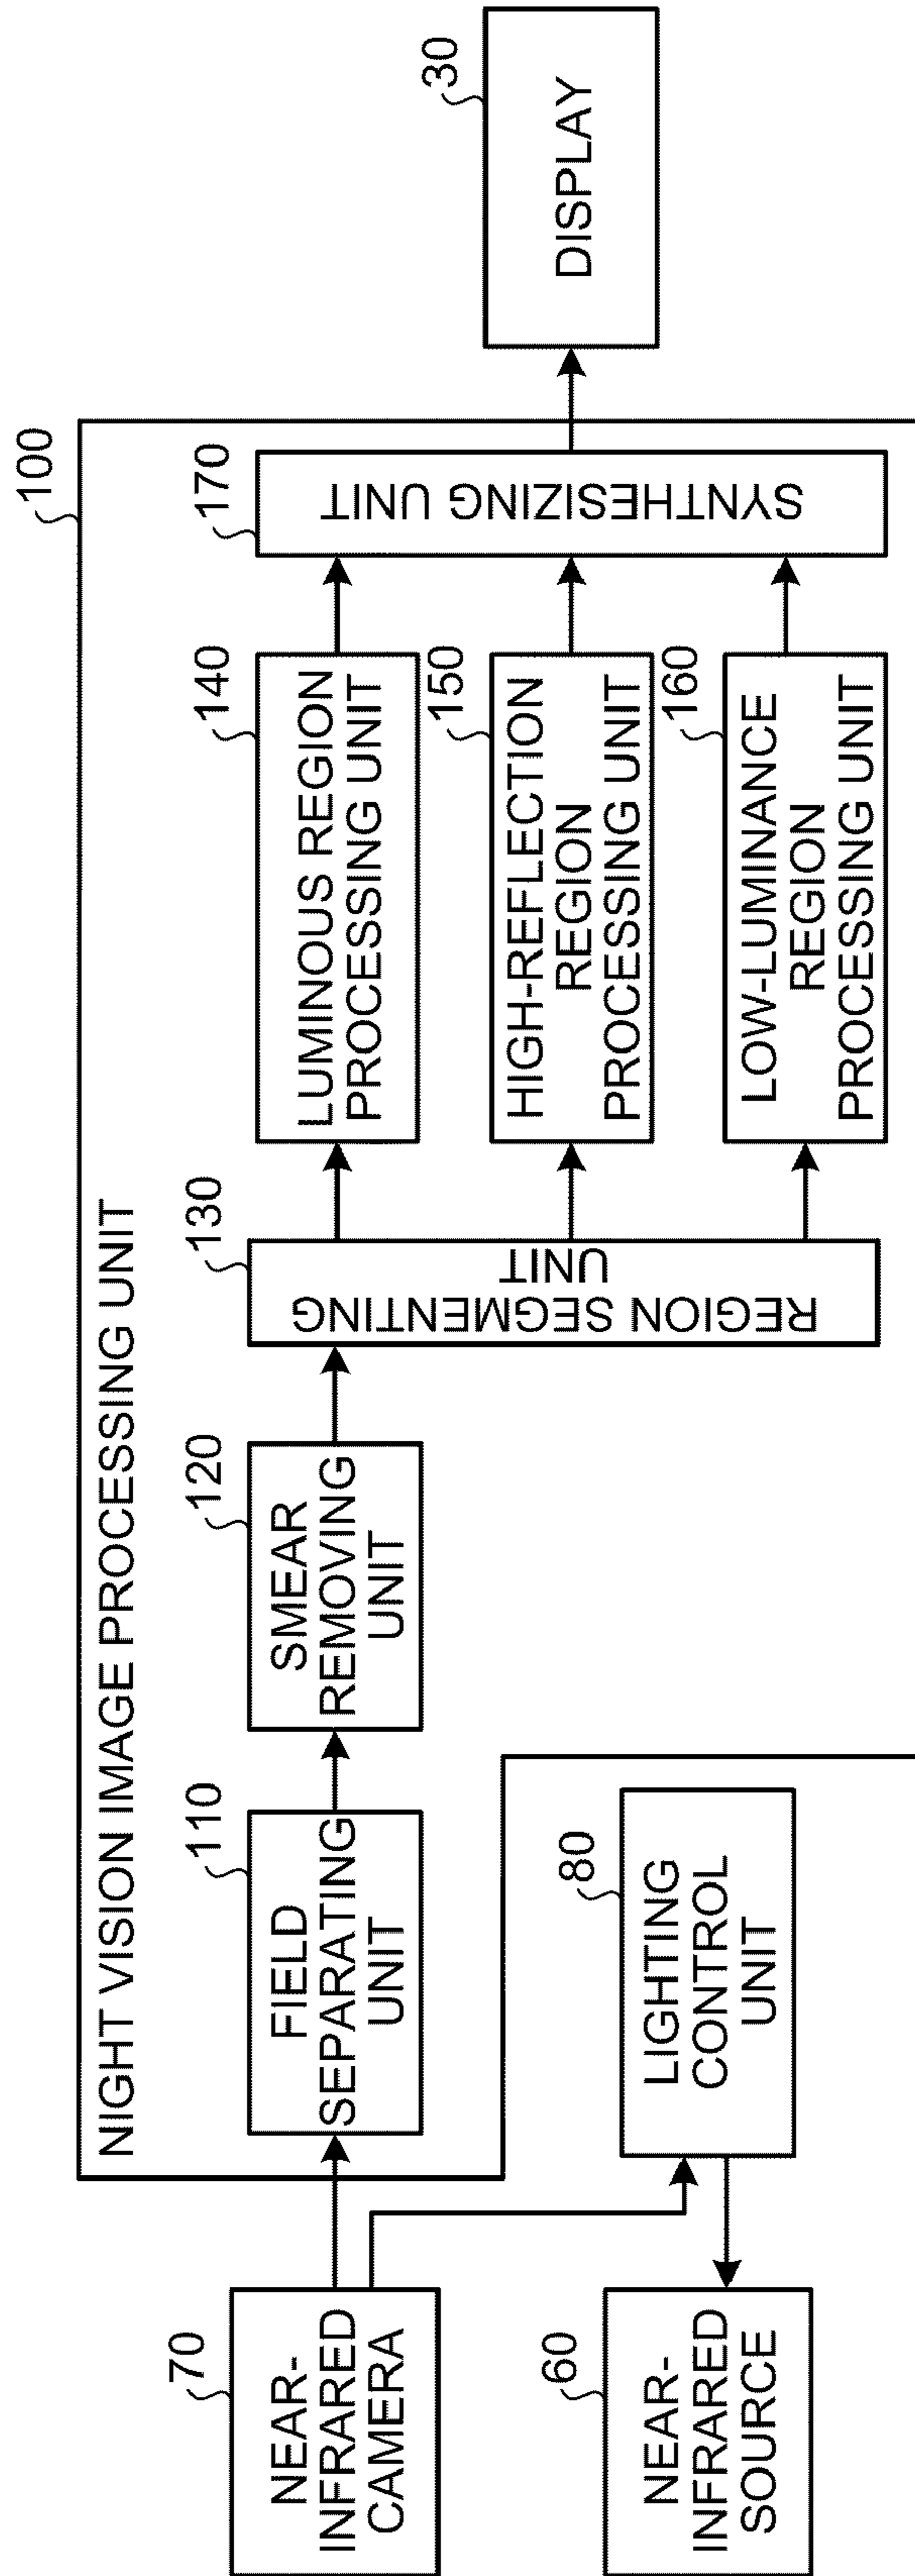 100
NIGHT VISION IMAGE PROCESSING UNIT
70
NEAR-
INFRARED
CAMERA
110
FIELD
SEPARATING
UNIT
120
SMEAR
REMOVING
UNIT
130
REGION SEGMENTING
UNIT
140
LUMINOUS REGION
PROCESSING UNIT
150
HIGH-REFLECTION
REGION
PROCESSING UNIT
160
LOW-LUMINANCE
REGION
PROCESSING UNIT
170
SYNTHESIZING UNIT
30
DISPLAY
60
NEAR-
INFRARED
SOURCE
80
LIGHTING
CONTROL
UNIT